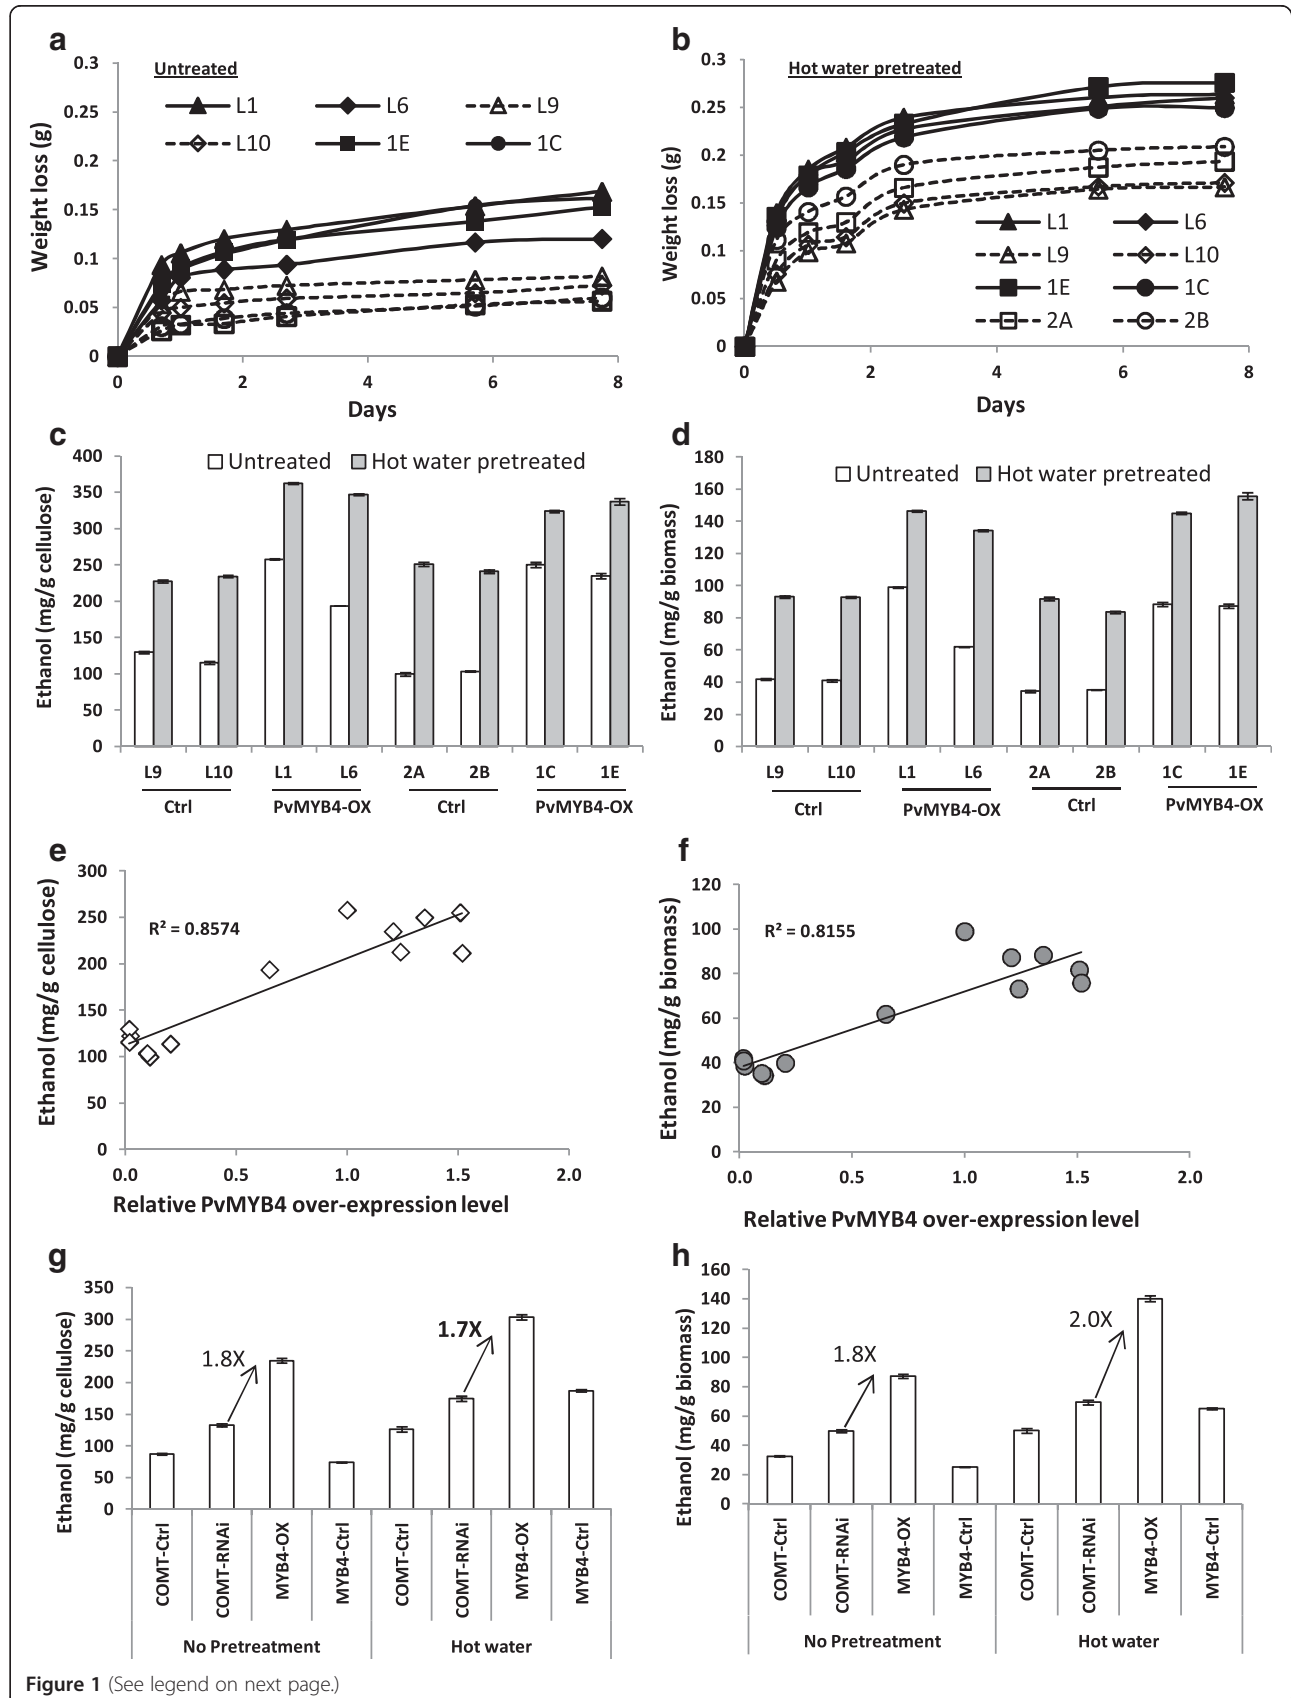 a
Untreated
L1 L6 L9
L10 1E 1C
Weight loss (g)
0.3
0.25
0.2
0.15
0.1
0.05
0
0 2 4 6 8
Days
b
Hot water pretreated
Weight loss (g)
0.3
0.25
0.2
0.15
0.1
0.05
0
L1 L6
L9 L10
1E 1C
2A 2B
0 2 4 6 8
Days
c
Untreated Hot water pretreated
Ethanol (mg/g cellulose)
400
350
300
250
200
150
100
50
0
L9 L10 L1 L6 2A 2B 1C 1E
Ctrl PvMYB4-OX Ctrl PvMYB4-OX
d
Untreated Hot water pretreated
Ethanol (mg/g biomass)
180
160
140
120
100
80
60
40
20
0
L9 L10 L1 L6 2A 2B 1C 1E
Ctrl PvMYB4-OX Ctrl PvMYB4-OX
e
Ethanol (mg/g cellulose)
300
250
200
150
100
50
0
R² = 0.8574
0.0 0.5 1.0 1.5 2.0
Relative PvMYB4 over-expression level
f
Ethanol (mg/g biomass)
120
100
80
60
40
20
0
R² = 0.8155
0.0 0.5 1.0 1.5 2.0
Relative PvMYB4 over-expression level
g
Ethanol (mg/g cellulose)
350
300
250
200
150
100
50
0
1.8X
1.7X
COMT-Ctrl
COMT-RNAi
MYB4-OX
MYB4-Ctrl
COMT-Ctrl
COMT-RNAi
MYB4-OX
MYB4-Ctrl
No Pretreatment Hot water
h
Ethanol (mg/g biomass)
160
140
120
100
80
60
40
20
0
1.8X
2.0X
COMT-Ctrl
COMT-RNAi
MYB4-OX
MYB4-Ctrl
COMT-Ctrl
COMT-RNAi
MYB4-OX
MYB4-Ctrl
No Pretreatment Hot water
Figure 1 (See legend on next page.)